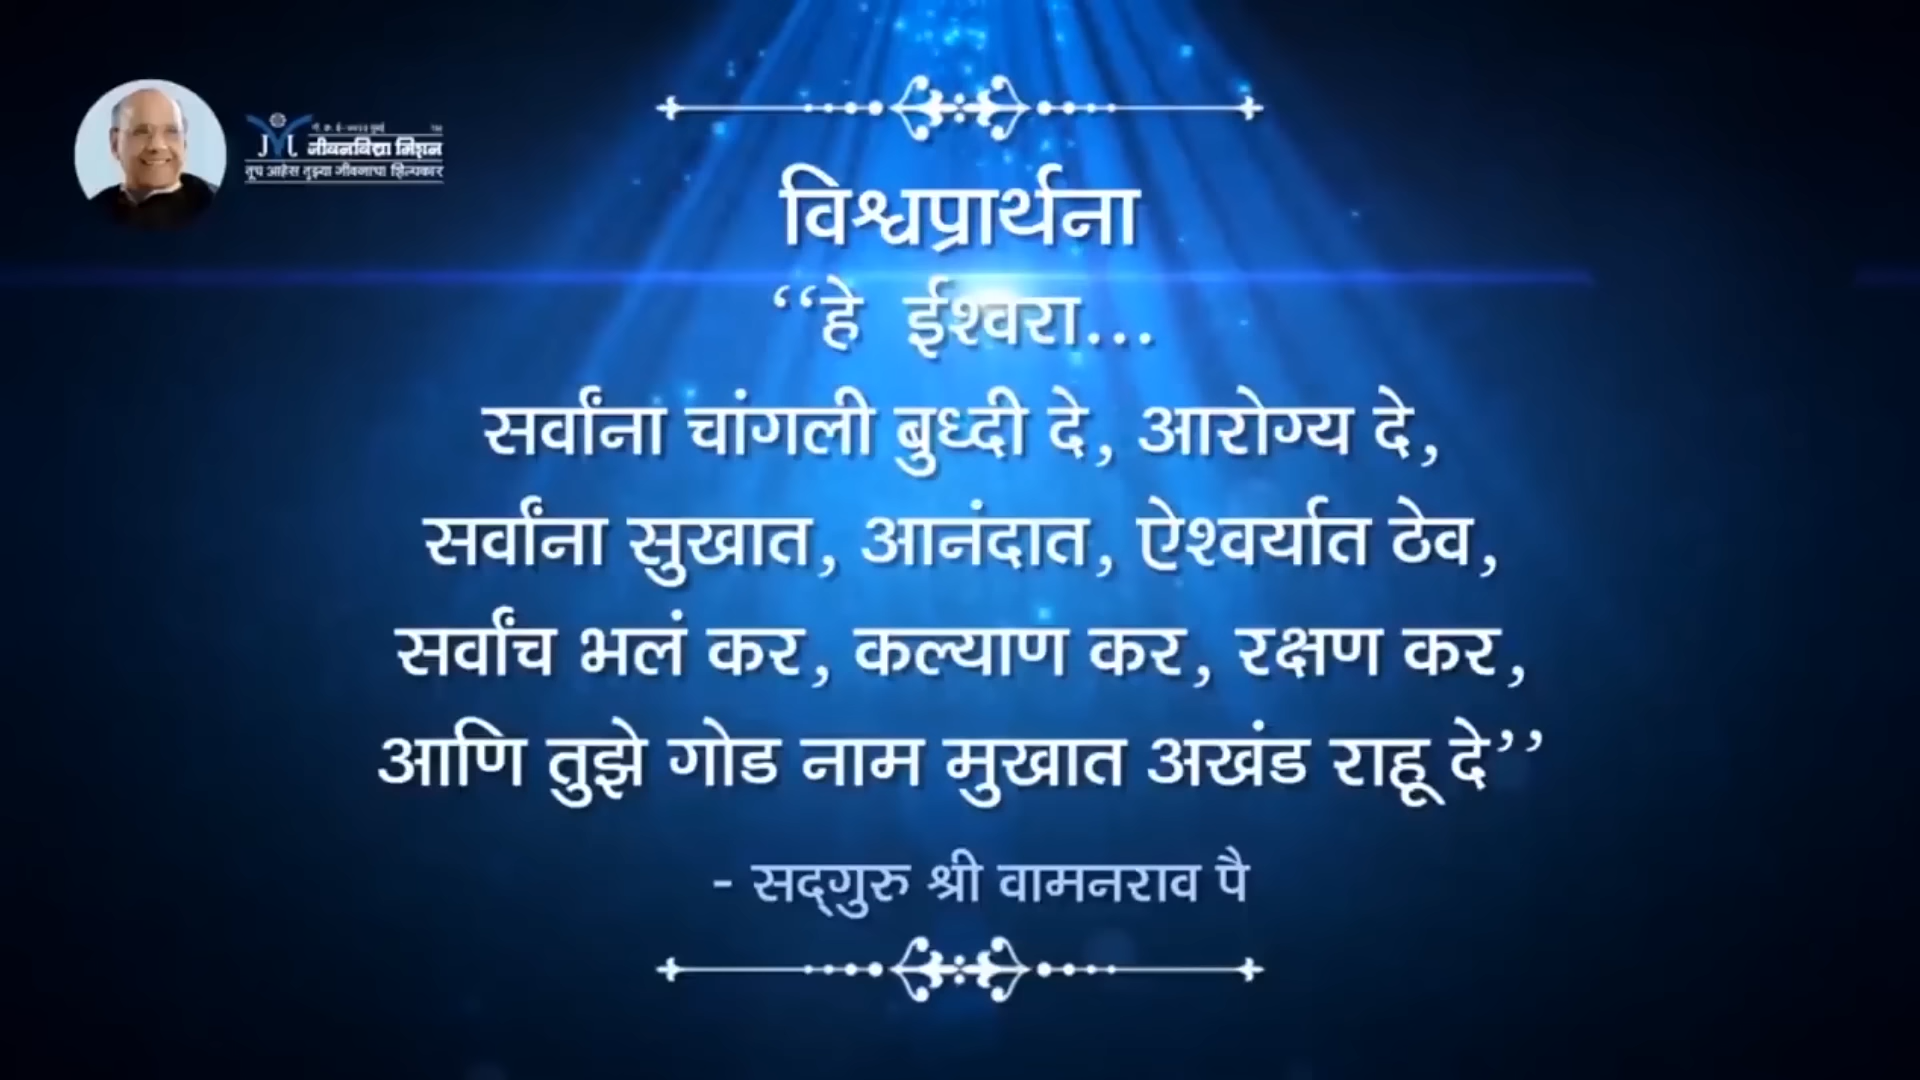 जीवनविद्या मिशन
तूच आहेस तुझ्या जीवनाचा शिल्पकार
विश्वप्रार्थना
‘‘हे ईश्वरा...
सर्वांना चांगली बुध्दी दे, आरोग्य दे,
सर्वांना सुखात, आनंदात, ऐश्वर्यात ठेव,
सर्वांच भलं कर, कल्याण कर, रक्षण कर,
आणि तुझे गोड नाम मुखात अखंड राहू दे’’
- सद्‌गुरु श्री वामनराव पै